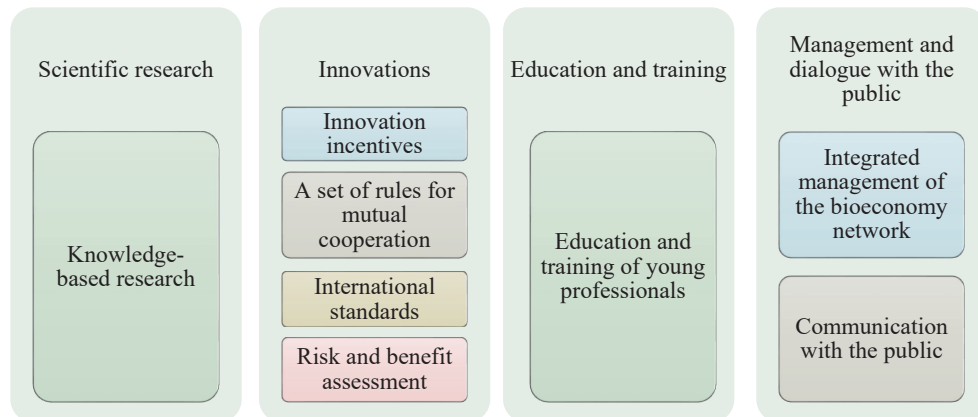 Scientific research
Knowledge-
based research
Innovations
Innovation
incentives
A set of rules for
mutual
cooperation
International
standards
Risk and benefit
assessment
Education and training
Education and
training of young
professionals
Management and
dialogue with the
public
Integrated
management of
the bioeconomy
network
Communication
with the public